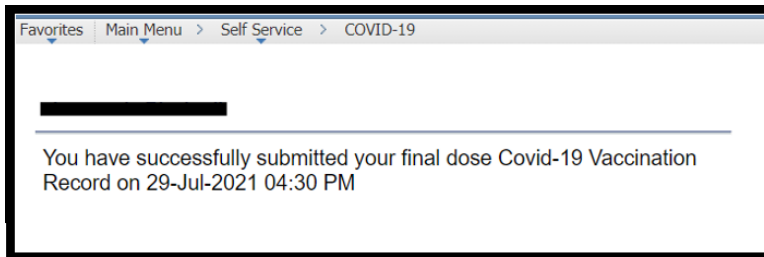 Favorites Main Menu > Self Service > COVID-19
You have successfully submitted your final dose Covid-19 Vaccination
Record on 29-Jul-2021 04:30 PM